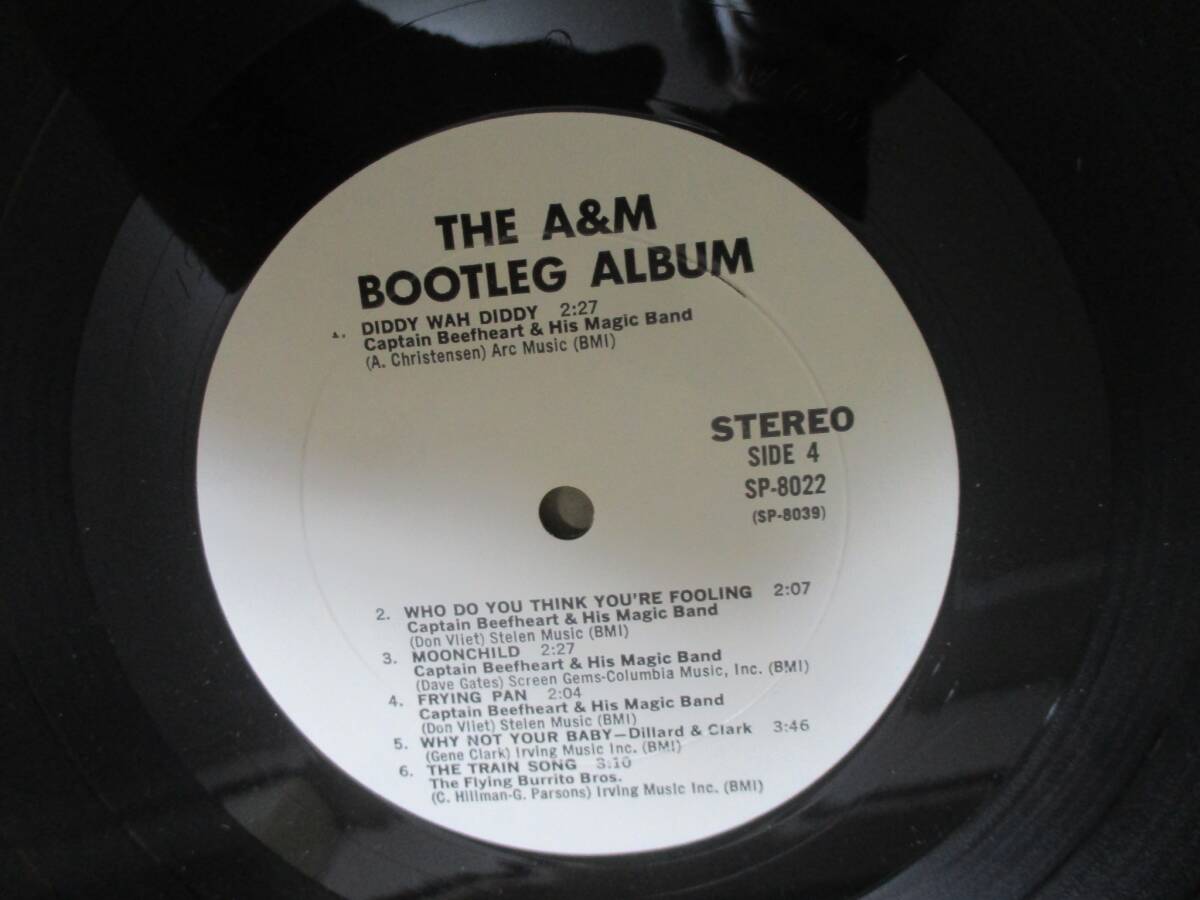 THE A&M
BOOTLEG ALBUM
1. DIDDY WAH DIDDY 2:27
Captain Beefheart & His Magic Band
(A. Christensen) Arc Music (BMI)
STEREO
SIDE 4
SP-8022
(SP-8039)
2. WHO DO YOU THINK YOU'RE FOOLING 2:07
Captain Beefheart & His Magic Band
(Don Vliet) Stelen Music (BMI)
3. MOONCHILD 2:27
Captain Beefheart & His Magic Band
(Dave Gates) Screen Gems-Columbia Music, Inc. (BMI)
4. FRYING PAN 2:04
Captain Beefheart & His Magic Band
(Don Vliet) Stelen Music (BMI)
5. WHY NOT YOUR BABY—Dillard & Clark 3:46
(Gene Clark) Irving Music Inc. (BMI)
6. THE TRAIN SONG 3:10
The Flying Burrito Bros.
(C. Hillman-G. Parsons) Irving Music Inc. (BMI)